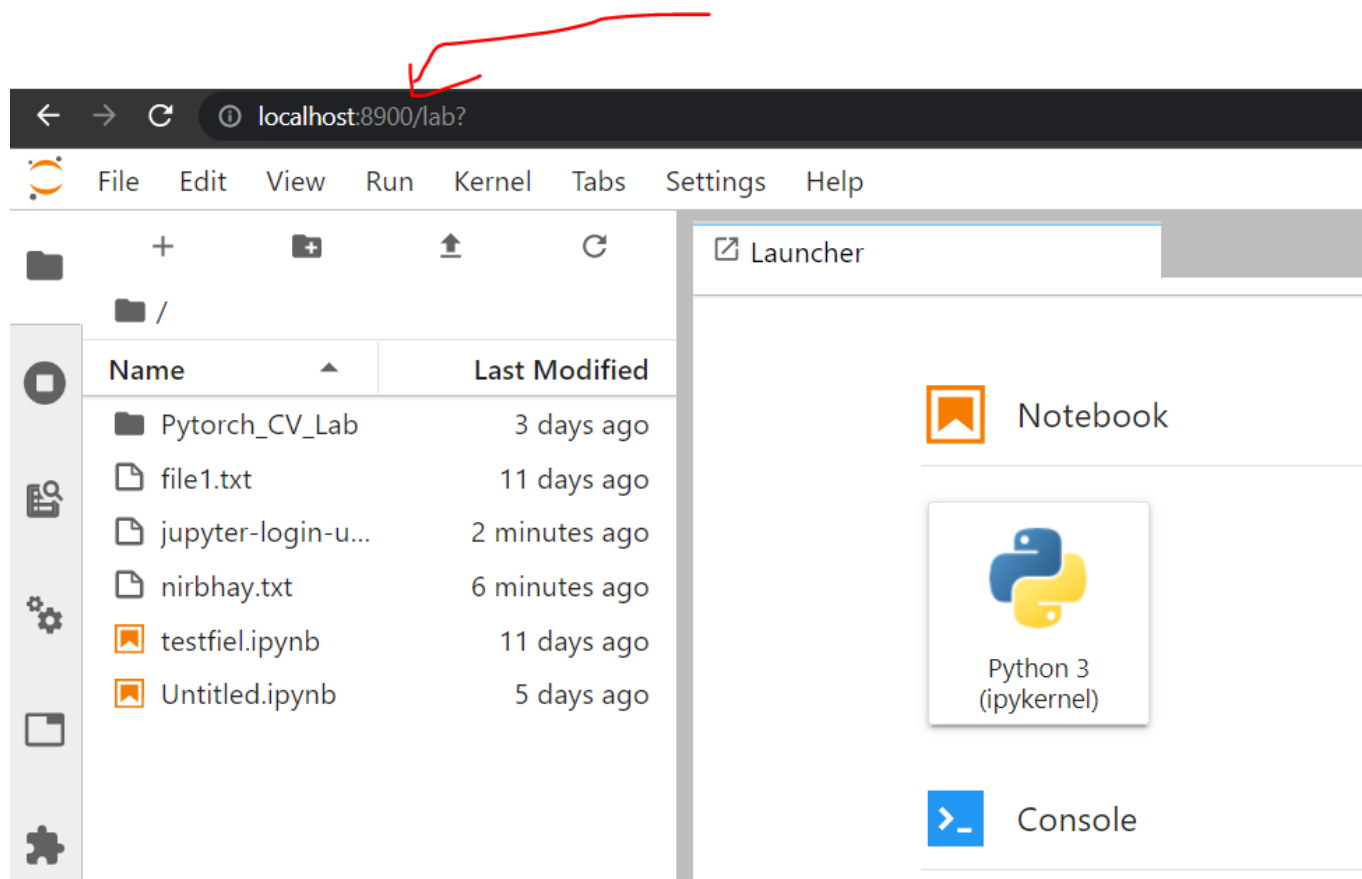 localhost:8900/lab?
File Edit View Run Kernel Tabs Settings Help
Launcher
/
Name Last Modified
Pytorch_CV_Lab 3 days ago
file1.txt 11 days ago
jupyter-login-u... 2 minutes ago
nirbhay.txt 6 minutes ago
testfiel.ipynb 11 days ago
Untitled.ipynb 5 days ago
Notebook
Python 3
(ipykernel)
Console